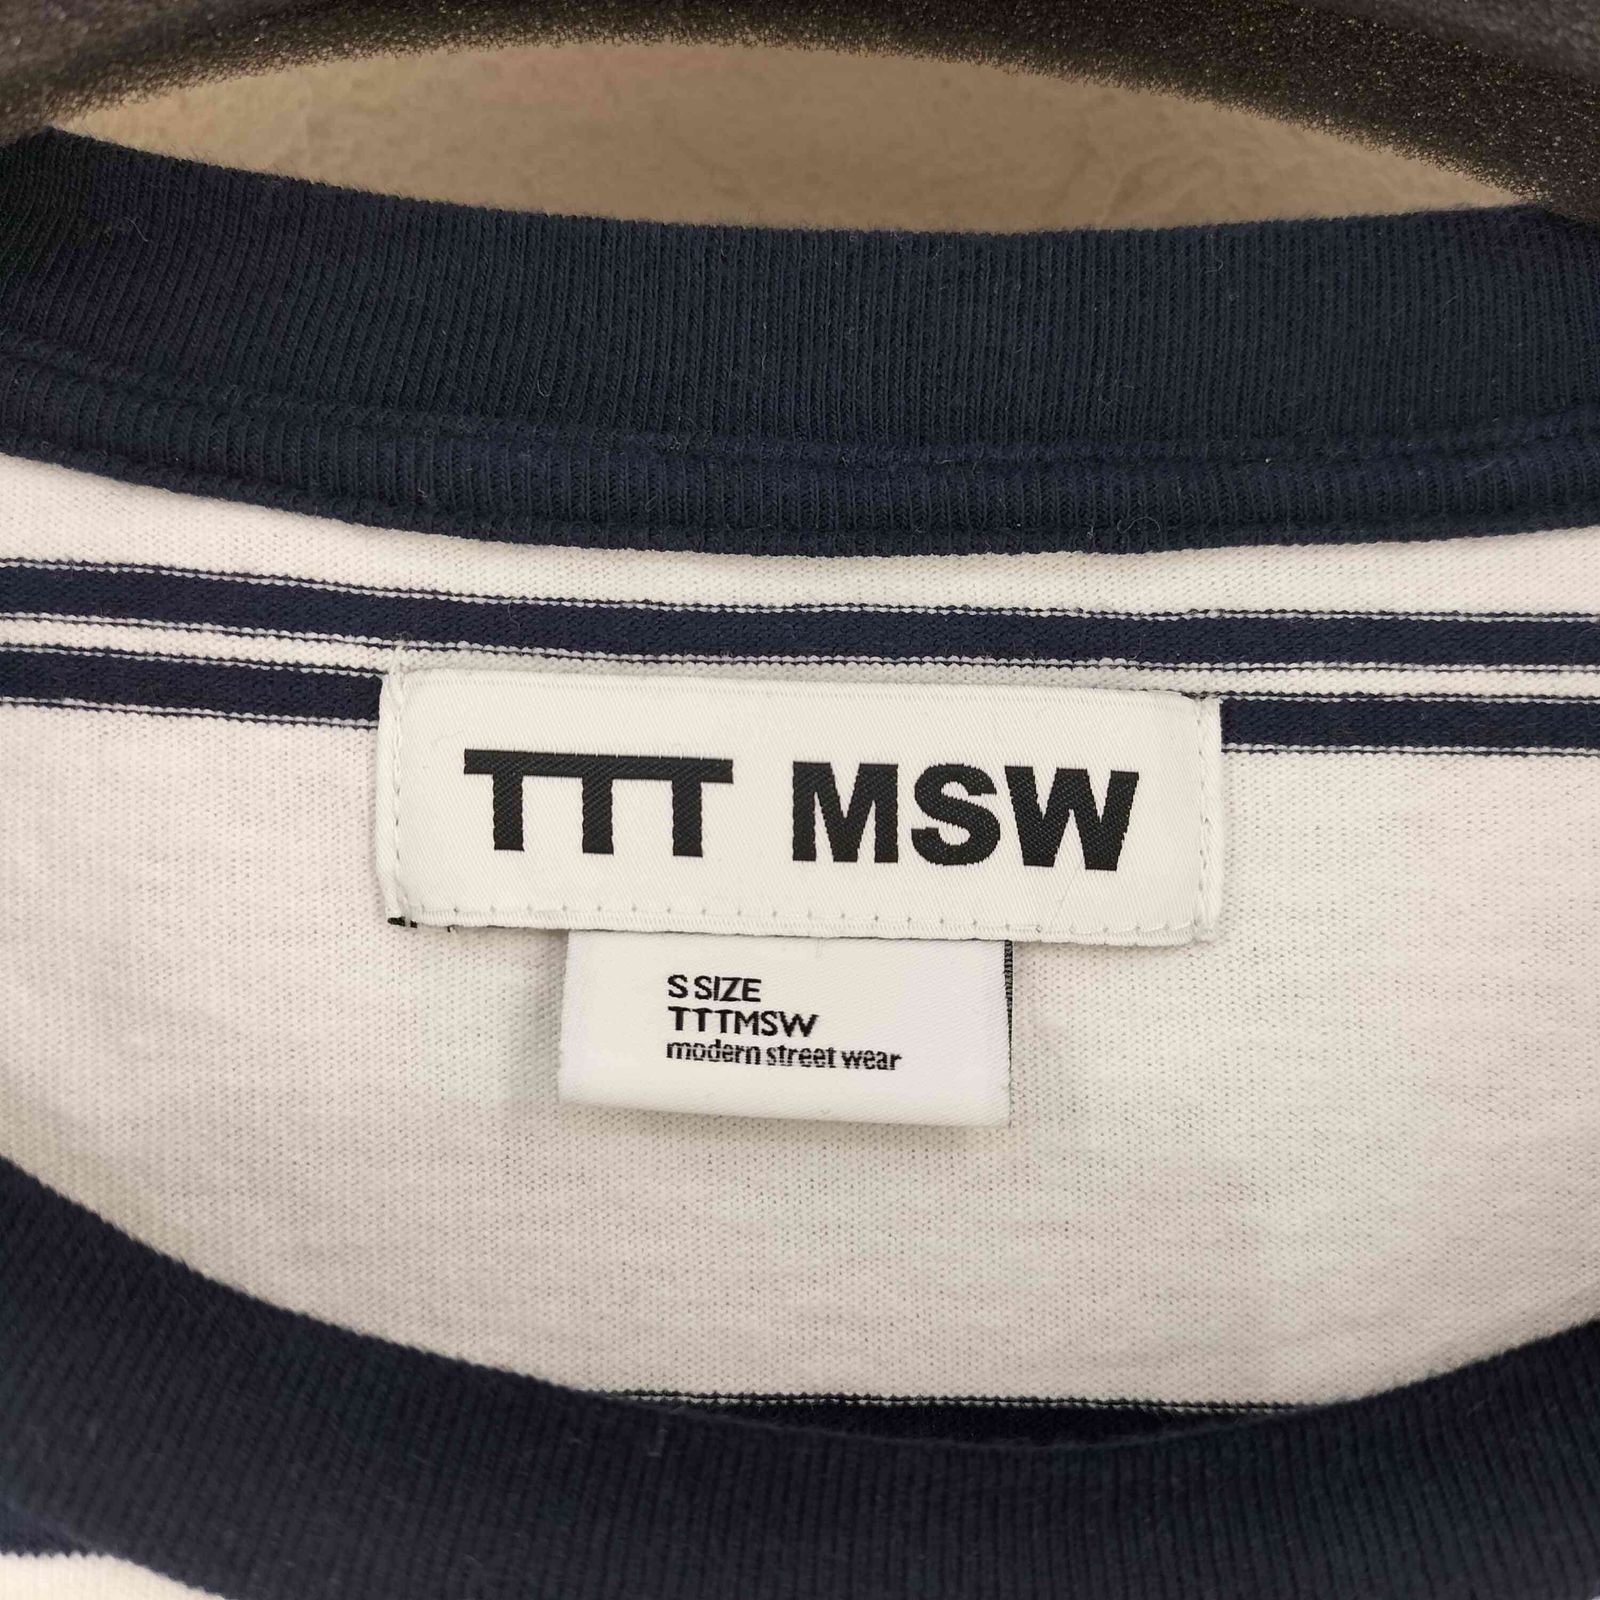 TTT MSW
S SIZE
TTTMSW
modern street wear